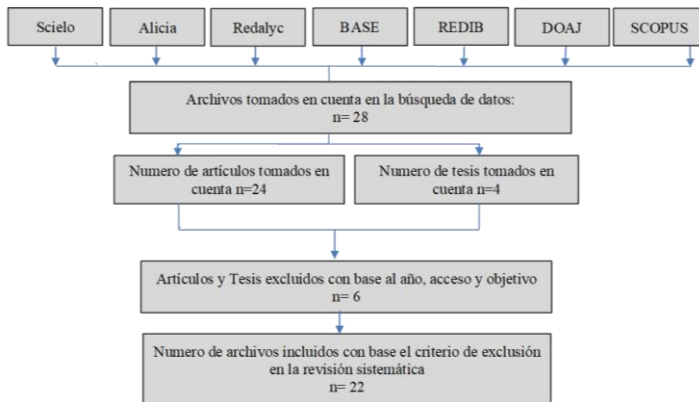 Scielo
Alicia
Redalyc
BASE
REDIB
DOAJ
SCOPUS
Archivos tomados en cuenta en la búsqueda de datos:
n= 28
Numero de artículos tomados en
cuenta n=24
Numero de tesis tomados en
cuenta n=4
Artículos y Tesis excluidos con base al año, acceso y objetivo
n= 6
Numero de archivos incluidos con base el criterio de exclusión
en la revisión sistemática
n= 22